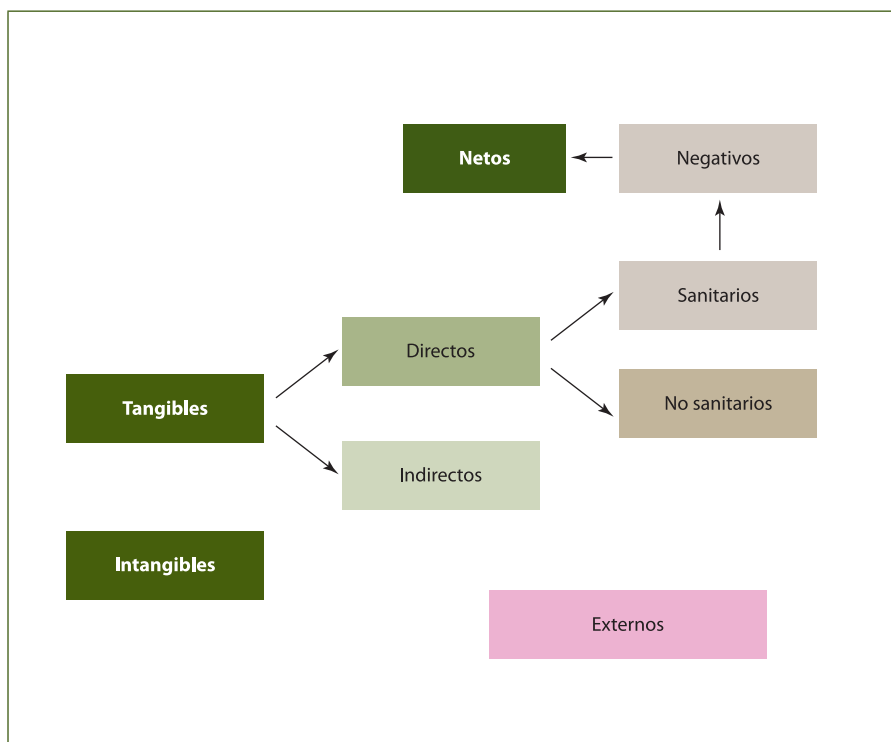 Netos
Negativos
Sanitarios
Directos
Tangibles
No sanitarios
Indirectos
Intangibles
Externos